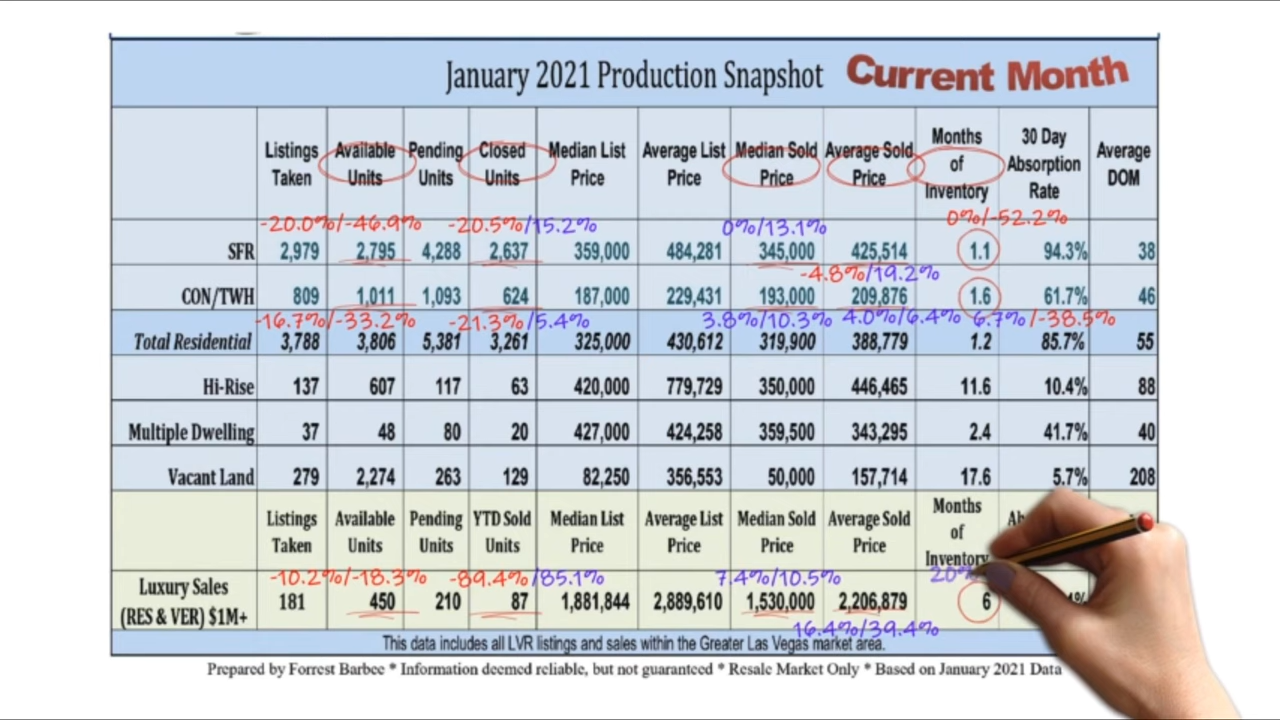 January 2021 Production Snapshot Current Month
Listings Taken Available Units Pending Units Closed Units Median List Price Average List Price Median Sold Price Average Sold Price Months of Inventory 30 Day Absorption Rate Average DOM
-20.0%/-46.9% -20.5%/15.2% 0%/13.1% 0%/-52.2%
SFR 2,979 2,795 4,288 2,637 359,000 484,281 345,000 425,514 1.1 94.3% 38
-4.8%/19.2%
CON/TWH 809 1,011 1,093 624 187,000 229,431 193,000 209,876 1.6 61.7% 46
-16.7%/-33.2% -21.3%/5.4% 3.8%/10.3% 4.0%/6.4% 6.7%/-38.5%
Total Residential 3,788 3,806 5,381 3,261 325,000 430,612 319,900 388,779 1.2 85.7% 55
Hi-Rise 137 607 117 63 420,000 779,729 350,000 446,465 11.6 10.4% 88
Multiple Dwelling 37 48 80 20 427,000 424,258 359,500 343,295 2.4 41.7% 40
Vacant Land 279 2,274 263 129 82,250 356,553 50,000 157,714 17.6 5.7% 208
Listings Taken Available Units Pending Units YTD Sold Units Median List Price Average List Price Median Sold Price Average Sold Price Months of Inventory
-10.2%/-18.3% -89.4%/85.1% 7.4%/10.5% 20%
Luxury Sales (RES & VER) $1M+ 181 450 210 87 1,881,844 2,889,610 1,530,000 2,206,879 6
16.4%/39.4%
This data includes all LVR listings and sales within the Greater Las Vegas market area.
Prepared by Forrest Barbee * Information deemed reliable, but not guaranteed * Resale Market Only * Based on January 2021 Data